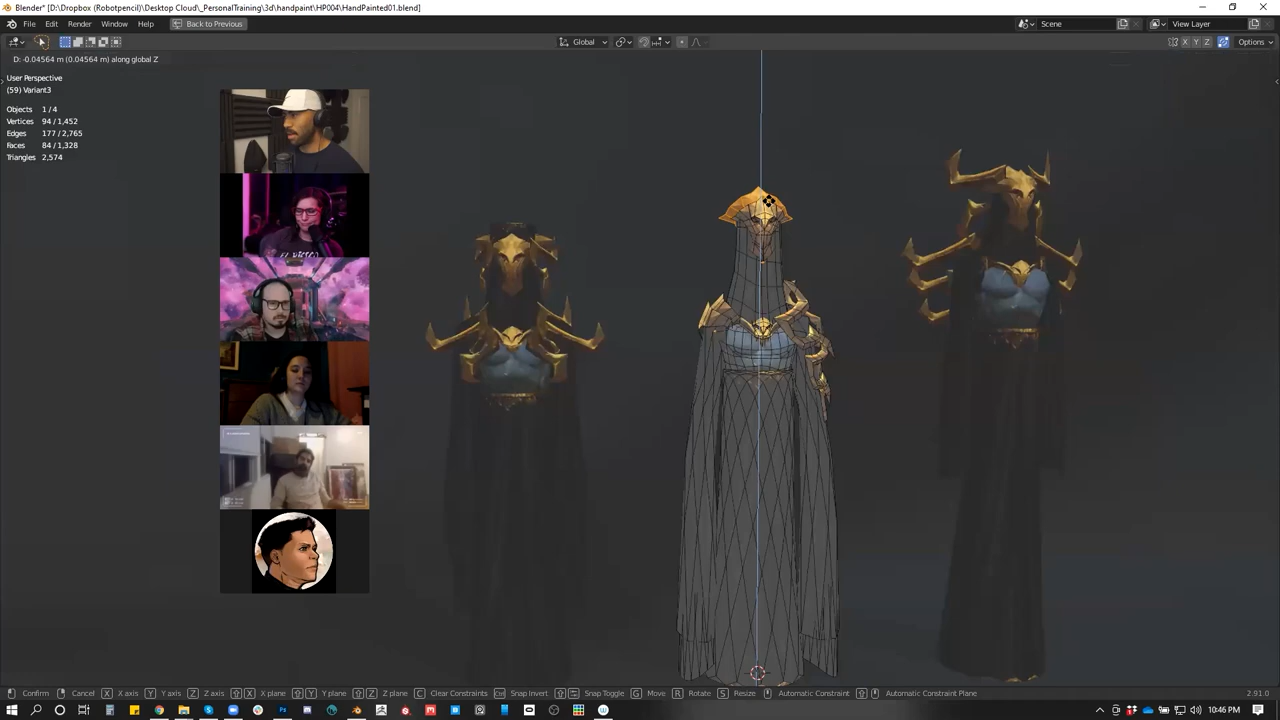 Blender* [D:\Dropbox (Robotpencil)\Desktop Cloud\_PersonalTraining\3d\handpaint\HP004\HandPainted01.blend]
File Edit Render Window Help Back to Previous Scene View Layer
Global X Y Z Options
D: -0.04564 m (0.04564 m) along global Z
User Perspective
(59) Variant3
Objects 1 / 4
Vertices 94 / 1,452
Edges 177 / 2,765
Faces 84 / 1,328
Triangles 2,574
Confirm Cancel X X axis Y Y axis Z Z axis X X plane Y Y plane Z Z plane C Clear Constraints Ctrl Snap Invert Snap Toggle G Move R Rotate S Resize Automatic Constraint Automatic Constraint Plane 2.91.0
10:46 PM